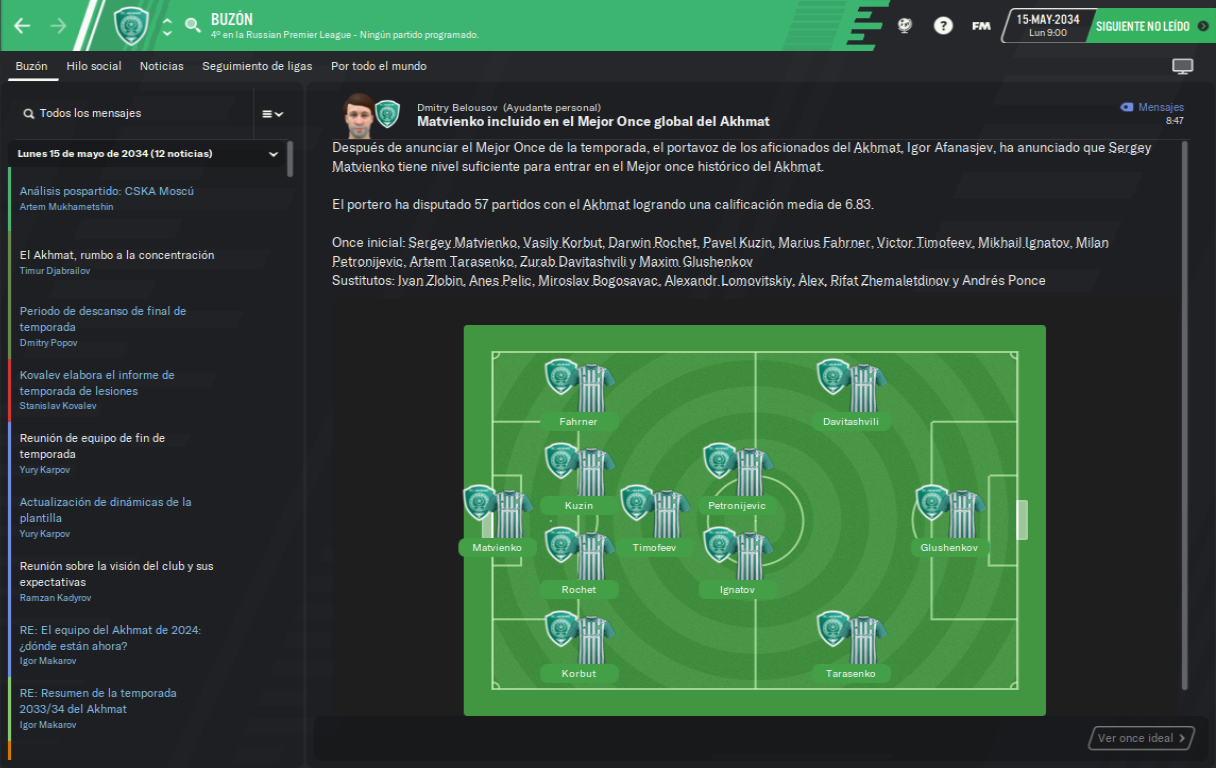 BUZÓN
4º en la Russian Premier League - Ningún partido programado.
?
FM
15-MAY-2034
Lun 9:00
SIGUIENTE NO LEÍDO
Buzón
Hilo social
Noticias
Seguimiento de ligas
Por todo el mundo
Todos los mensajes
Lunes 15 de mayo de 2034 (12 noticias)
Análisis pospartido: CSKA Moscú
Artem Mukhametshin
El Akhmat, rumbo a la concentración
Timur Djabrailov
Periodo de descanso de final de
temporada
Dmitry Popov
Kovalev elabora el informe de
temporada de lesiones
Stanislav Kovalev
Reunión de equipo de fin de
temporada
Yury Karpov
Actualización de dinámicas de la
plantilla
Yury Karpov
Reunión sobre la visión del club y sus
expectativas
Ramzan Kadyrov
RE: El equipo del Akhmat de 2024:
¿dónde están ahora?
Igor Makarov
RE: Resumen de la temporada
2033/34 del Akhmat
Igor Makarov
Dmitry Belousov (Ayudante personal)
Matvienko incluido en el Mejor Once global del Akhmat
Mensajes
8:47
Después de anunciar el Mejor Once de la temporada, el portavoz de los aficionados del Akhmat, Igor Afanasjev, ha anunciado que Sergey
Matvienko tiene nivel suficiente para entrar en el Mejor once histórico del Akhmat.
El portero ha disputado 57 partidos con el Akhmat logrando una calificación media de 6.83.
Once inicial: Sergey Matvienko, Vasily Korbut, Darwin Rochet, Pavel Kuzin, Marius Fahrner, Victor Timofeev, Mikhail Ignatov, Milan
Petronijevic, Artem Tarasenko, Zurab Davitashvili y Maxim Glushenkov
Sustitutos: Ivan Zlobin, Anes Pelic, Miroslav Bogosavac, Alexandr Lomovitskiy, Àlex, Rifat Zhemaletdinov y Andrés Ponce
Fahrner
Davitashvili
Kuzin
Petronijevic
Matvienko
Timofeev
Glushenkov
Rochet
Ignatov
Korbut
Tarasenko
Ver once ideal